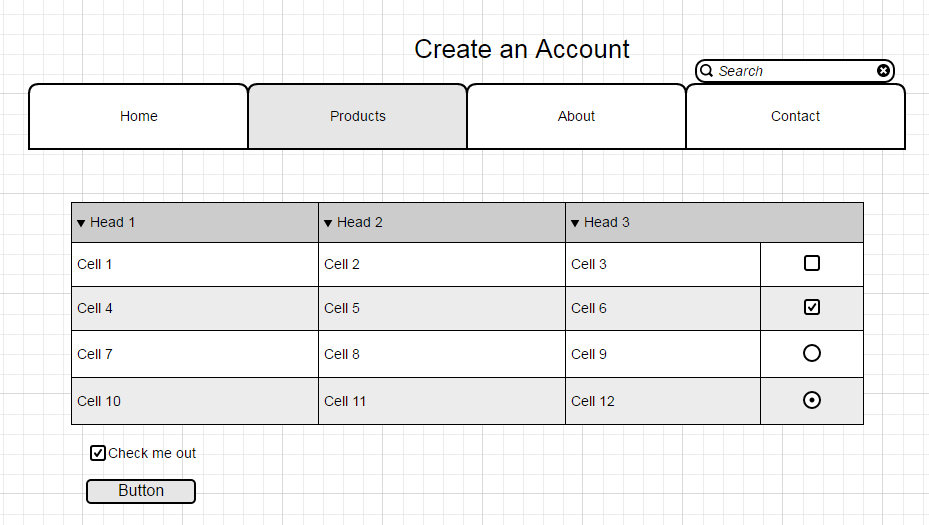 Create an Account
Search
Home Products About Contact
Head 1 Head 2 Head 3
Cell 1 Cell 2 Cell 3
Cell 4 Cell 5 Cell 6
Cell 7 Cell 8 Cell 9
Cell 10 Cell 11 Cell 12
Check me out
Button